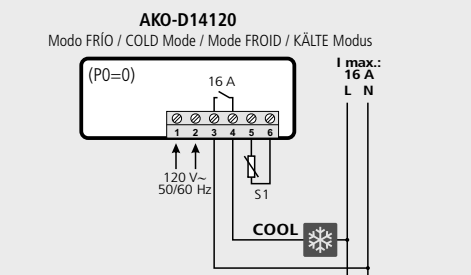 AKO-D14120
Modo FRÍO / COLD Mode / Mode FROID / KÄLTE Modus
(P0=0)
16 A
I max.:
16 A
L N
1 2 3 4 5 6
120 V~
50/60 Hz
S1
COOL